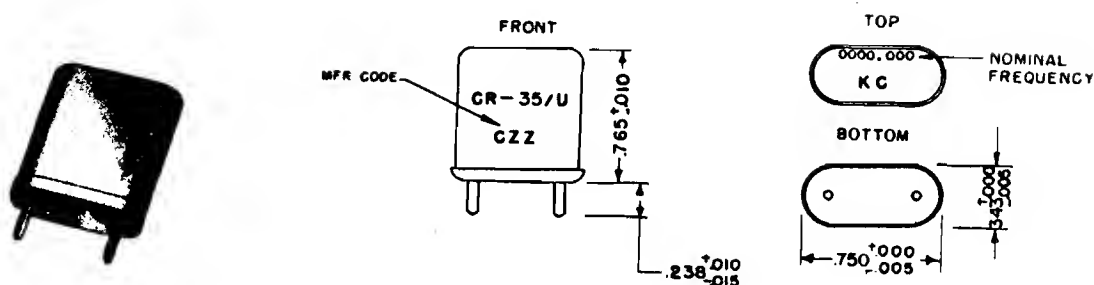 FRONT
MFR CODE
CR-35/U
CZZ
.765 +.010 -.010
.238 +.010 -.015
TOP
0000.000
KC
NOMINAL
FREQUENCY
BOTTOM
.343 +.000 -.005
.750 +.000 -.005